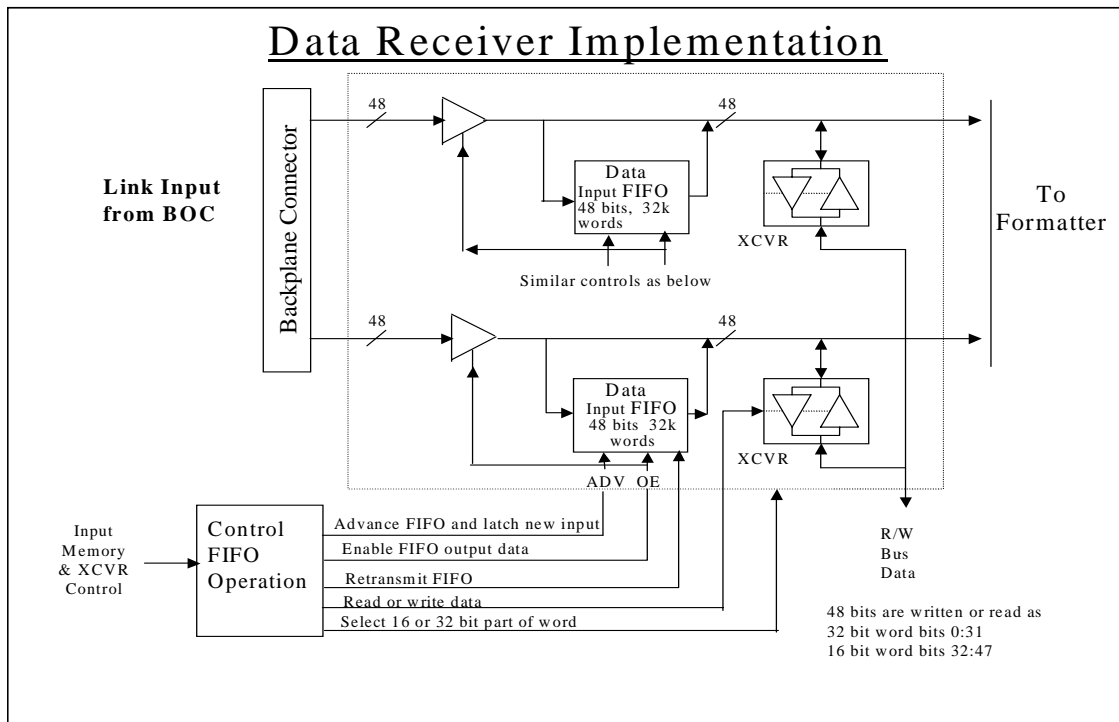 Data Receiver Implementation
Backplane Connector
Link Input
from BOC
48
48
Data
Input FIFO
48 bits, 32k
words
XCVR
To
Formatter
Similar controls as below
48
48
Data
Input FIFO
48 bits 32k
words
XCVR
ADV OE
Input
Memory
& XCVR
Control
Control
FIFO
Operation
Advance FIFO and latch new input
Enable FIFO output data
Retransmit FIFO
Read or write data
Select 16 or 32 bit part of word
R/W
Bus
Data
48 bits are written or read as
32 bit word bits 0:31
16 bit word bits 32:47